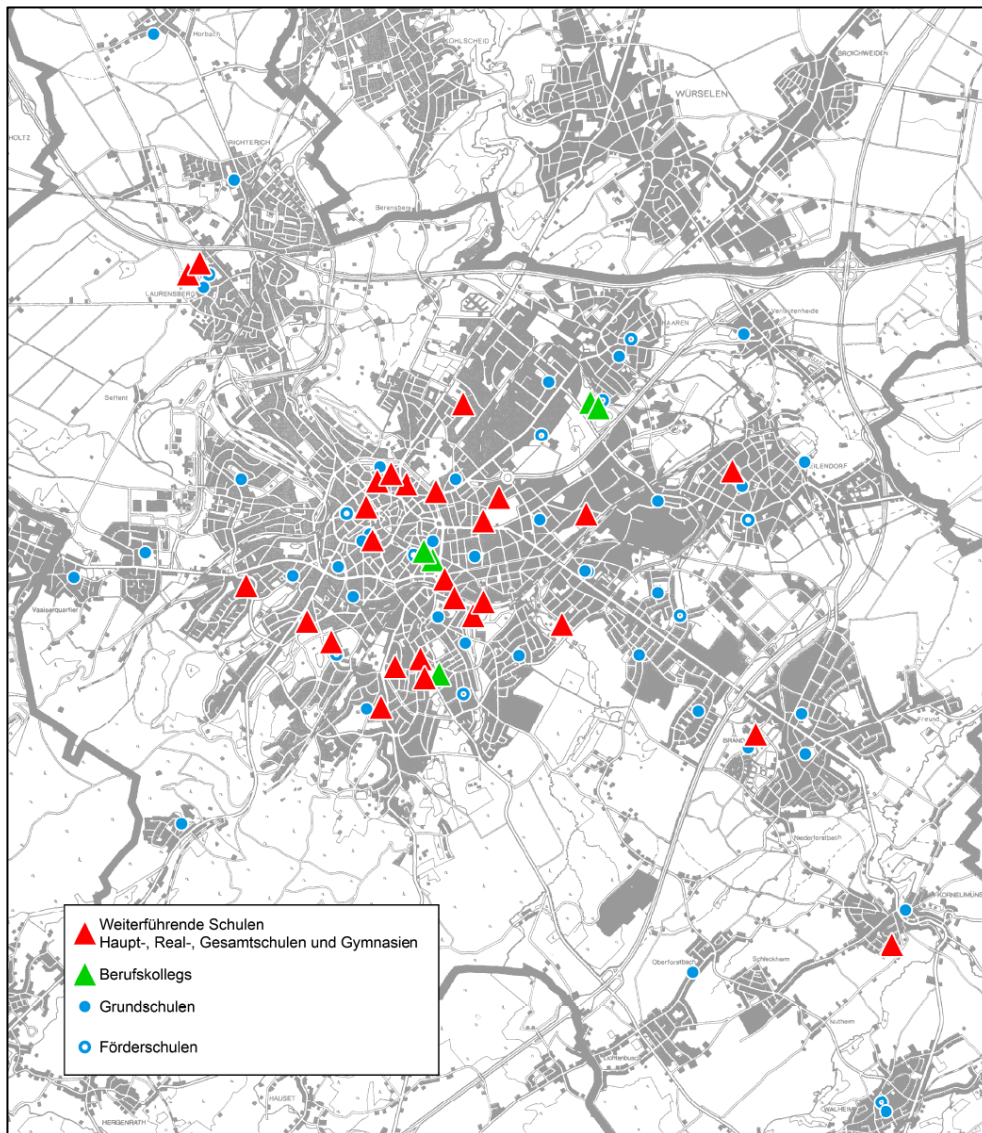 Horbach
KOHLSCHEID
BROICHWEIDEN
WÜRSELEN
HOLTZ
RICHTERICH
Berensberg
LAURENSBERG
Verlautenheide
HAAREN
Seffent
EILENDORF
Vaalserquartier
BRAND
Freund
Niederforstbach
KORNELIMÜNS
Oberforstbach
Schleckheim
Nütheim
Lichtenbusch
WALHEIM
HAUSET
HERGENRATH
Weiterführende Schulen
Haupt-, Real-, Gesamtschulen und Gymnasien
Berufskollegs
Grundschulen
Förderschulen